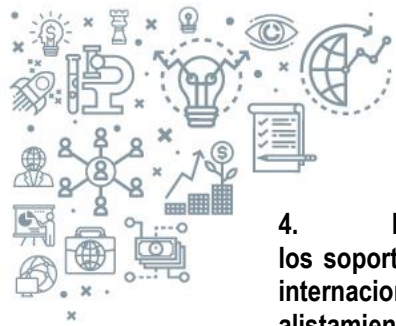 4.
los soport
internacion
alistamien